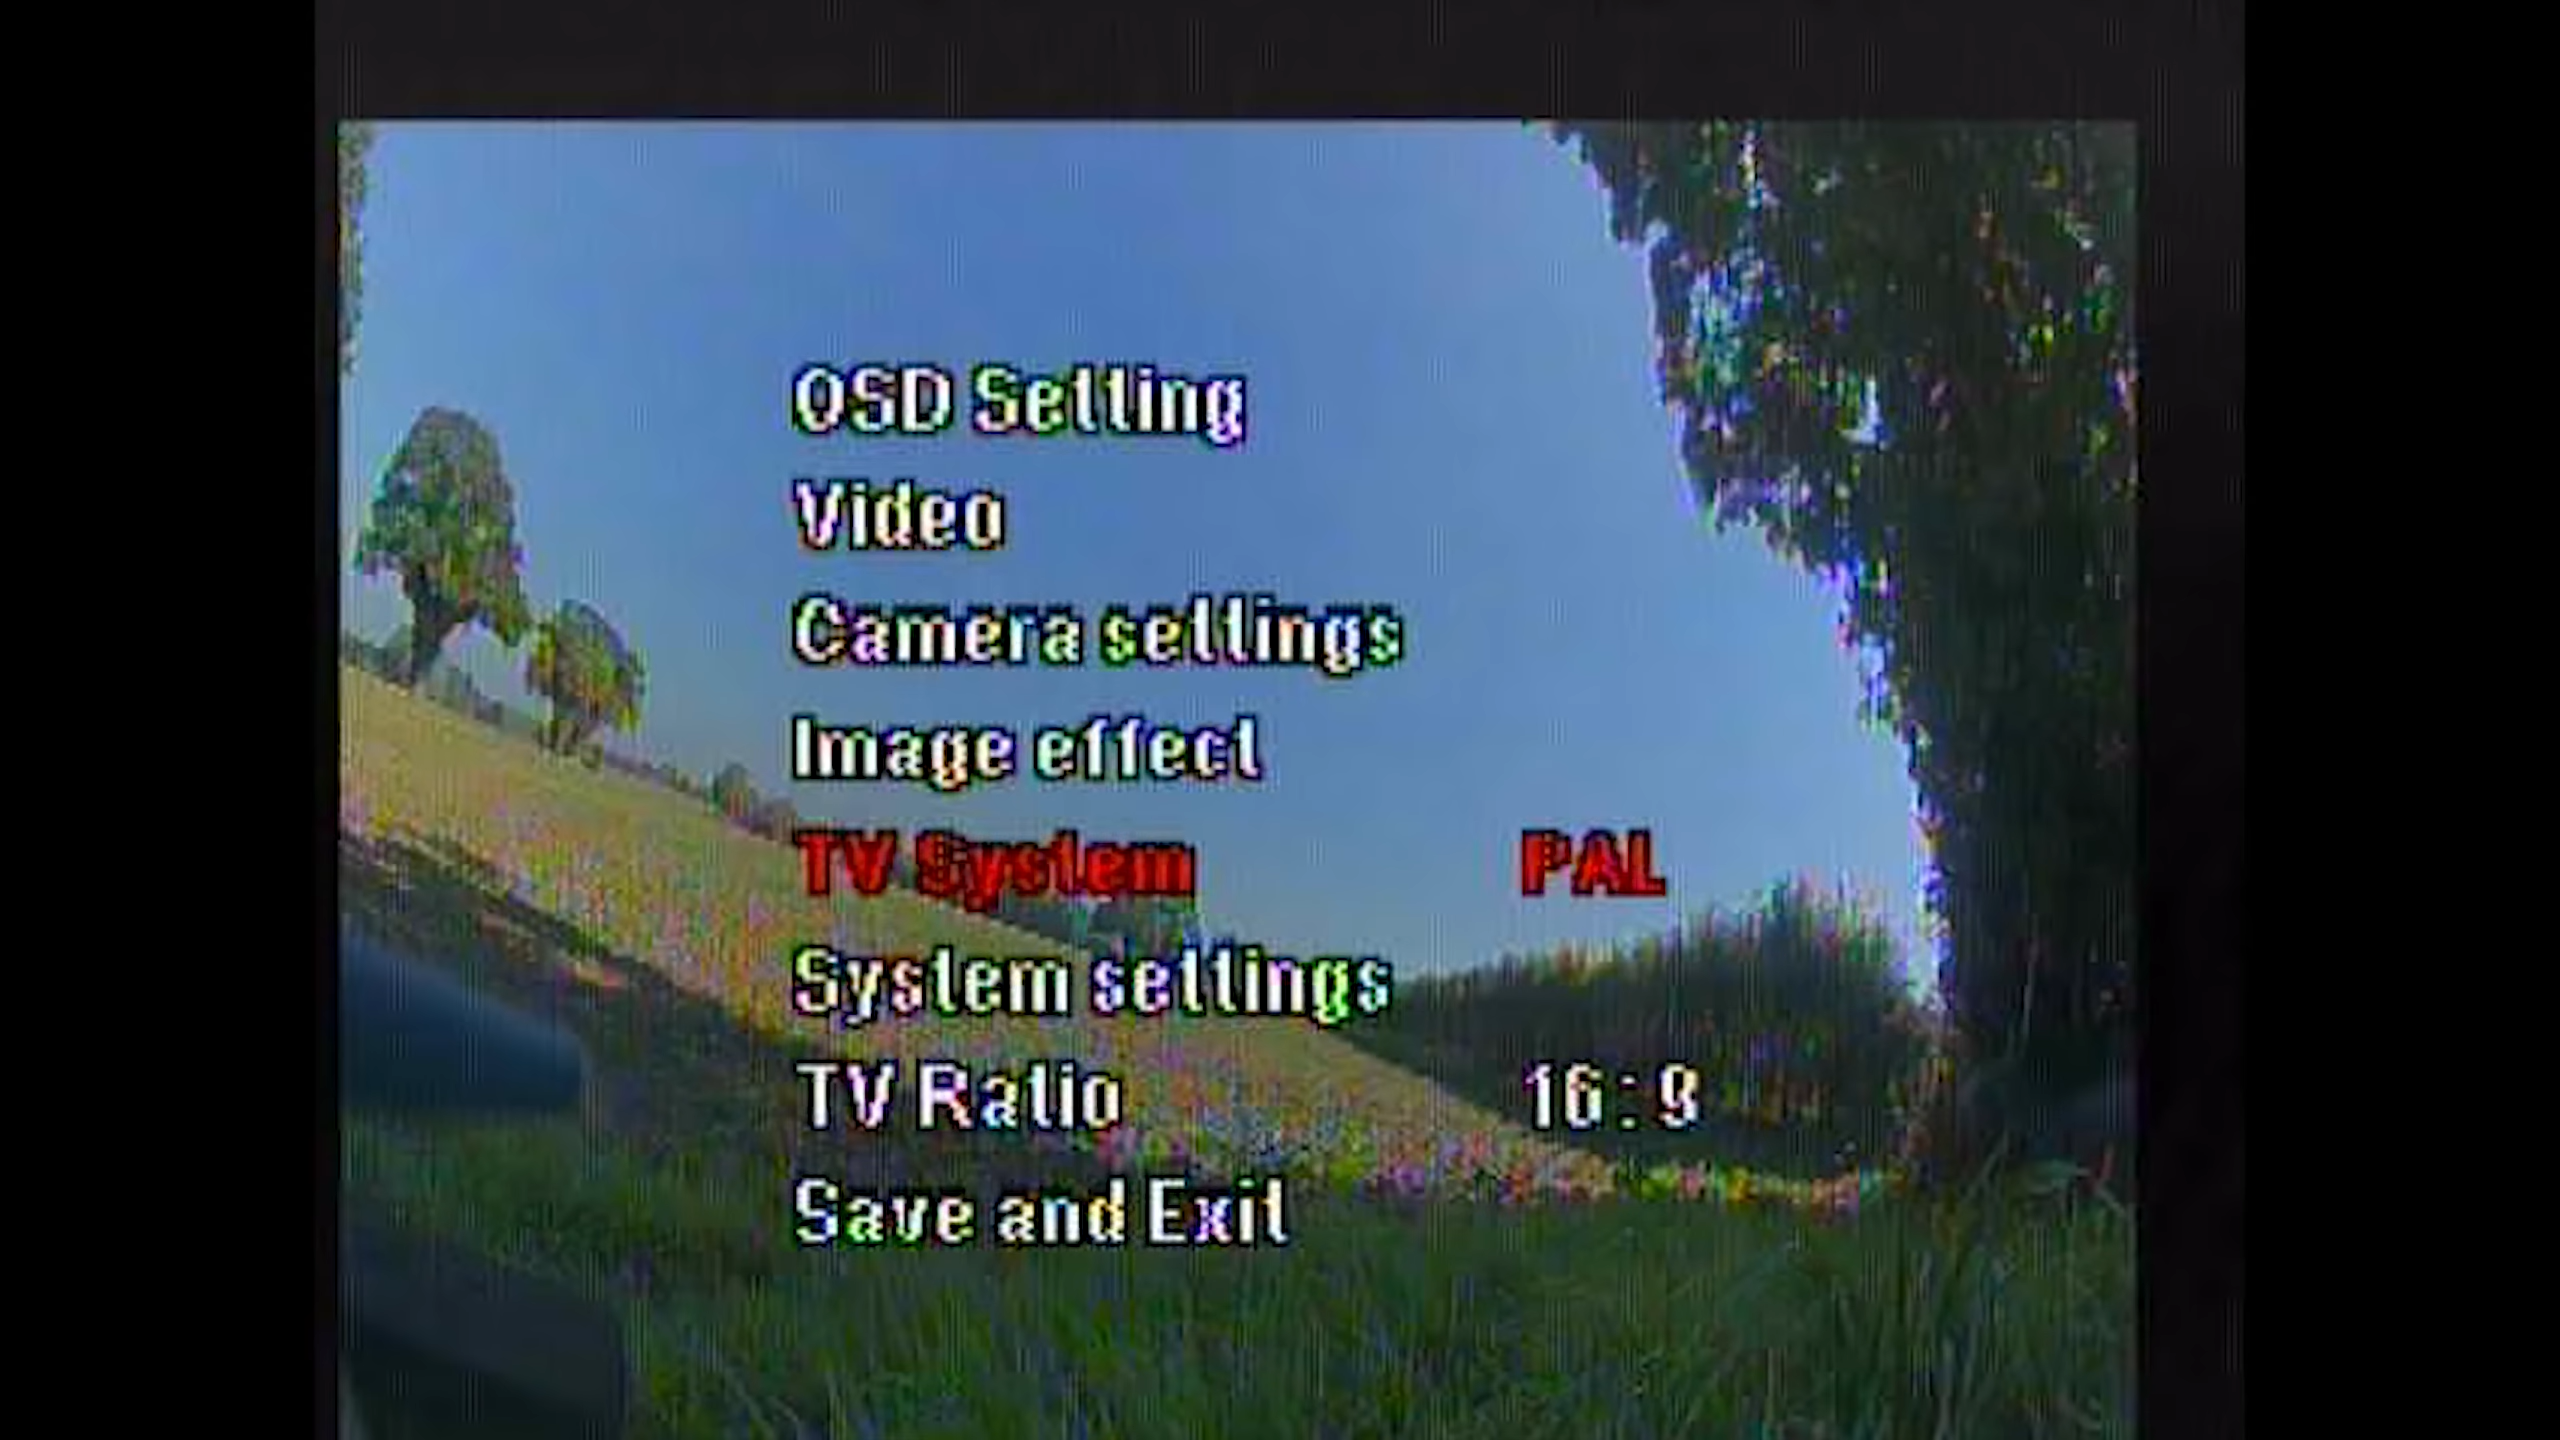 OSD Setting
Video
Camera settings
Image effect
TV System PAL
System settings
TV Ratio 16:9
Save and Exit